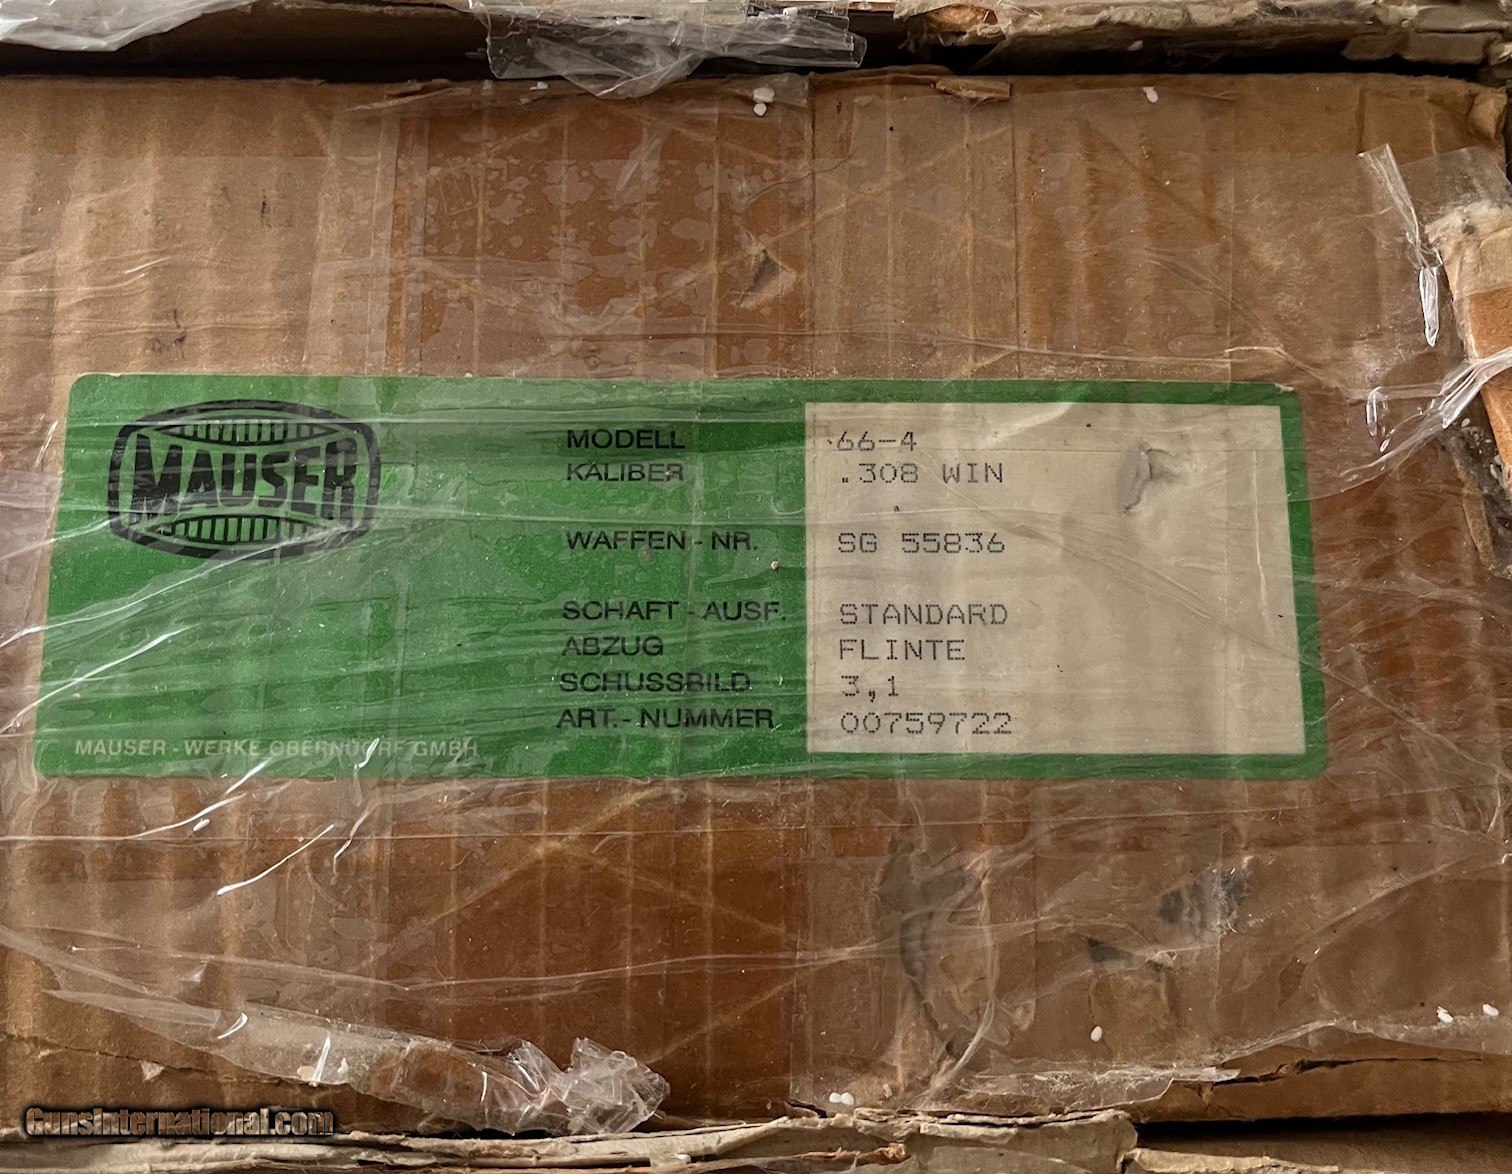 MAUSER
MODELL 66-4
KALIBER .308 WIN
WAFFEN - NR. SG 55836
SCHAFT - AUSF. STANDARD
ABZUG FLINTE
SCHUSSBILD 3,1
ART. - NUMMER 00759722
MAUSER - WERKE OBERNDORF GMBH
GunsInternational.com